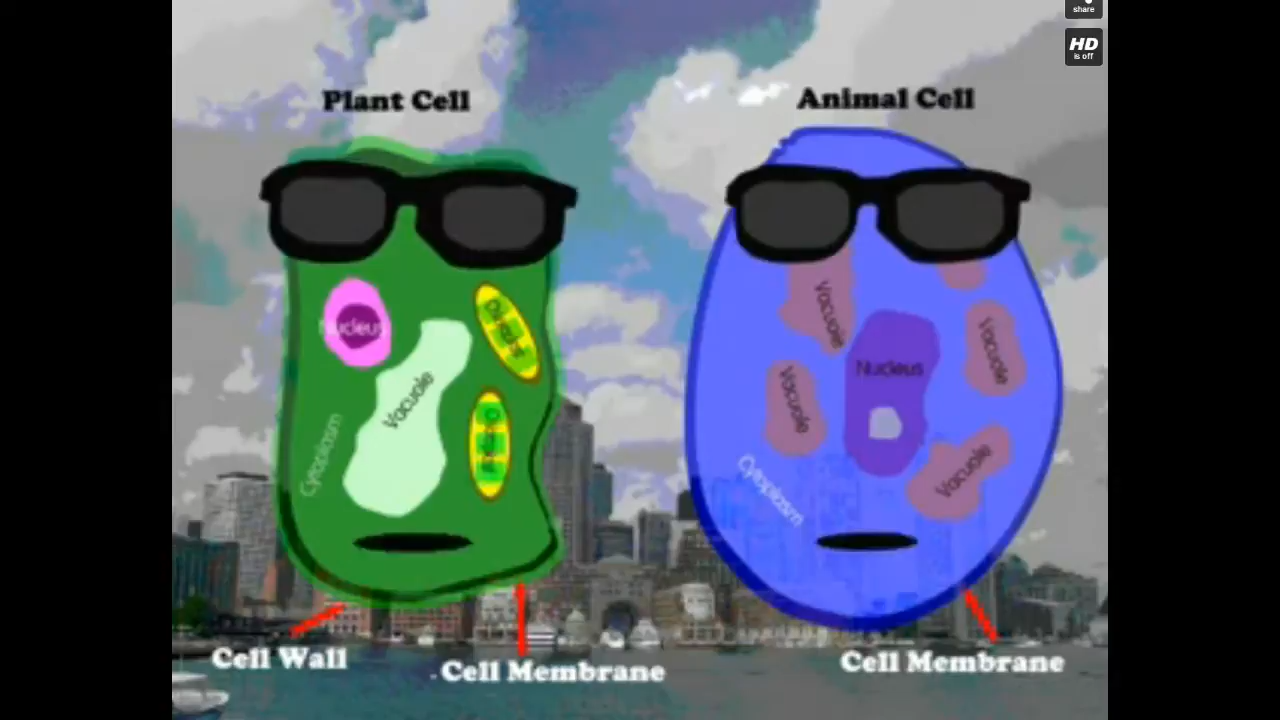 share
HD
is off
Plant Cell
Animal Cell
Nucleus
Vacuole
Cytoplasm
Vacuole
Vacuole
Vacuole
Nucleus
Vacuole
Cytoplasm
Cell Wall
Cell Membrane
Cell Membrane